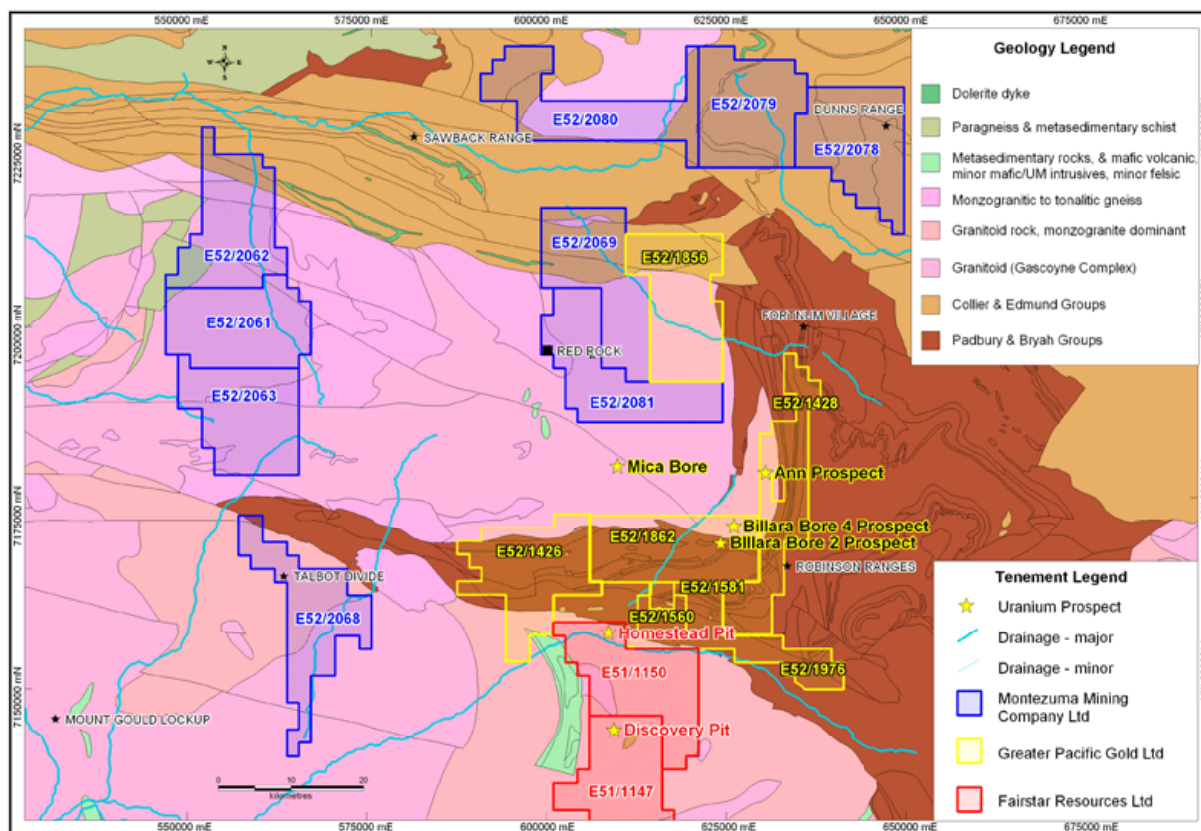 550000 mE
575000 mE
600000 mE
625000 mE
650000 mE
675000 mE
N
W
E
S
Geology Legend
Dolerite dyke
Paragneiss & metasedimentary schist
Metasedimentary rocks, & mafic volcanic,
minor mafic/UM intrusives, minor felsic
Monzogranitic to tonalitic gneiss
Granitoid rock, monzogranite dominant
Granitoid (Gascoyne Complex)
Collier & Edmund Groups
Padbury & Bryah Groups
E52/2079
DUNNS RANGE
E52/2080
SAWBACK RANGE
E52/2078
7225000 mN
E52/2069
E52/2062
E52/1856
E52/2061
FORTNUM VILLAGE
7200000 mN
RED ROCK
E52/2063
E52/2081
E52/1428
Mica Bore
Ann Prospect
7175000 mN
Billara Bore 4 Prospect
E52/1862
BIllara Bore 2 Prospect
E52/1426
ROBINSON RANGES
TALBOT DIVIDE
E52/1581
E52/2068
E52/1560
Homestead Pit
E51/1150
E52/1976
7150000 mN
MOUNT GOULD LOCKUP
Discovery Pit
E51/1147
0 10 20
kilometres
Tenement Legend
Uranium Prospect
Drainage - major
Drainage - minor
Montezuma Mining
Company Ltd
Greater Pacific Gold Ltd
Fairstar Resources Ltd
550000 mE
575000 mE
600000 mE
625000 mE
650000 mE
675000 mE